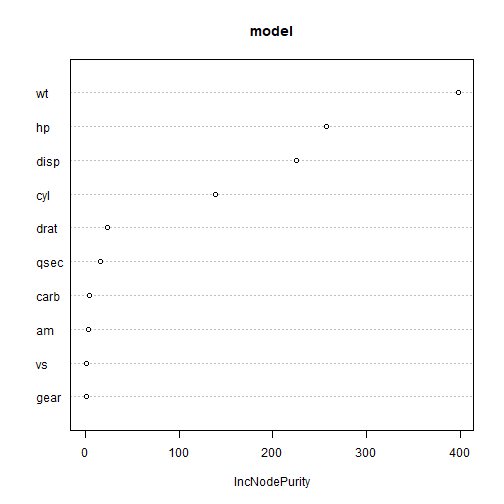 model
wt
hp
disp
cyl
drat
qsec
carb
am
vs
gear
0 100 200 300 400
IncNodePurity